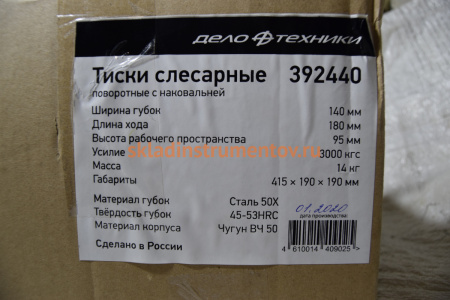 ДЕЛО ТЕХНИКИ
Тиски слесарные 392440
поворотные с наковальней
Ширина губок 140 мм
Длина хода 180 мм
Высота рабочего пространства 95 мм
Усилие 3000 кгс
skladinstrumentov.ru
Масса 14 кг
Габариты 415 × 190 × 190 мм
Материал губок Сталь 50Х
Твёрдость губок 45-53HRC
Материал корпуса Чугун ВЧ 50
Сделано в России
01.2020
дата производства
4 610014 409025 >